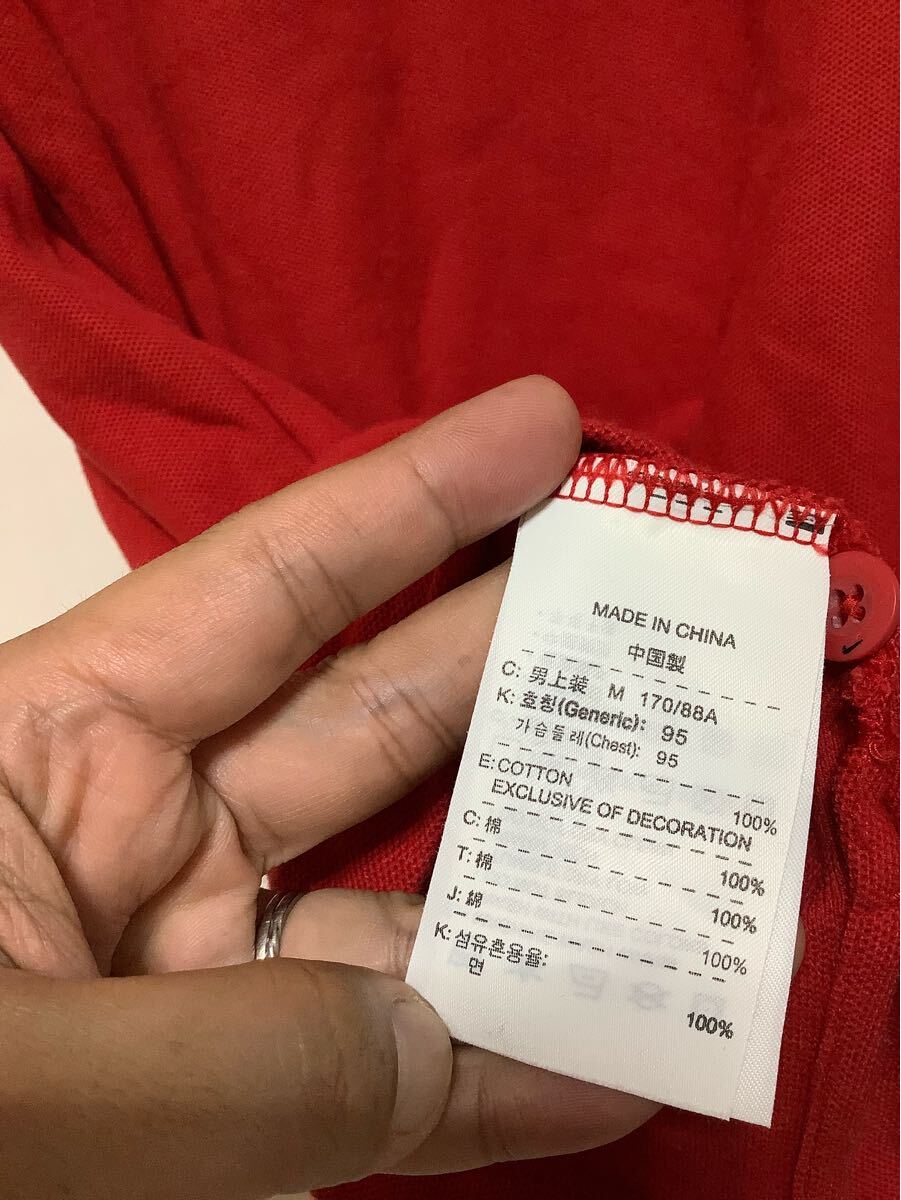 MADE IN CHINA
中国製
C: 男上装 M 170/88A
K: 호칭(Generic): 95
가슴둘레(Chest): 95
E: COTTON 100%
EXCLUSIVE OF DECORATION
C: 棉 100%
T: 棉 100%
J: 綿 100%
K: 섬유혼용율:
면 100%